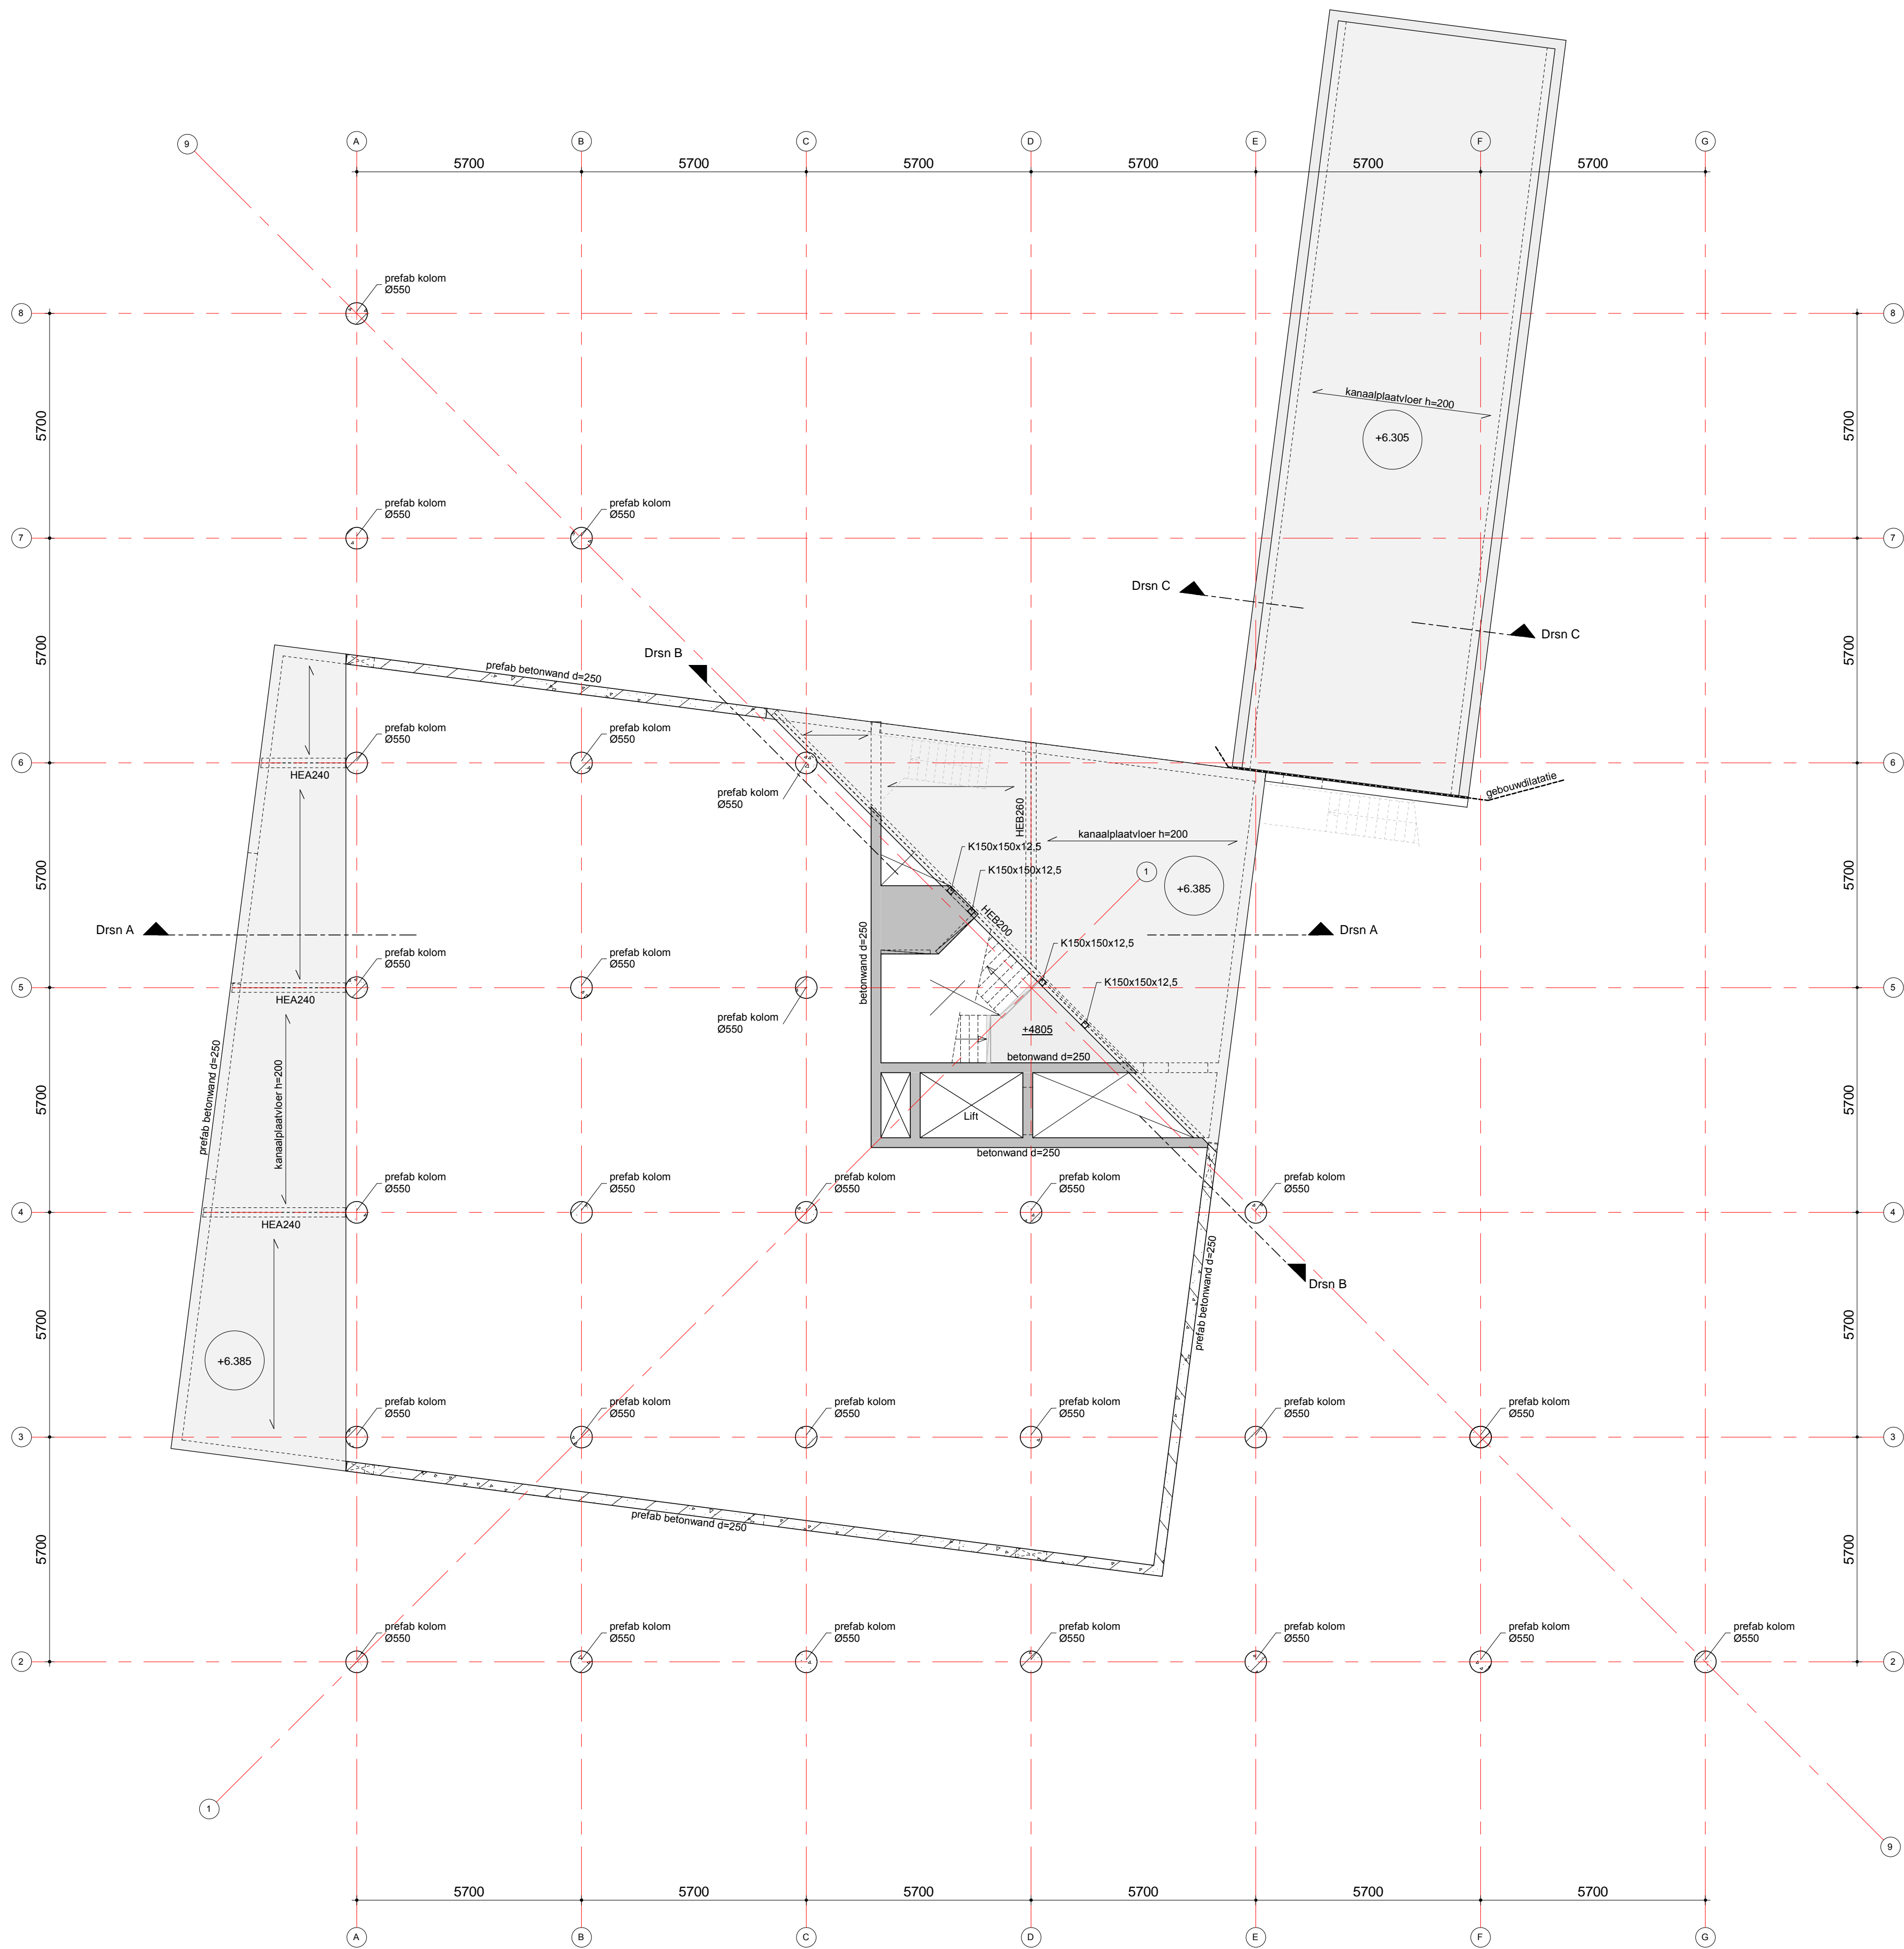 9
A
B
C
D
E
F
G
5700
5700
5700
5700
5700
5700
prefab kolom
Ø550
8
8
kanaalplaatvloer h=200
+6.305
5700
5700
prefab kolom
Ø550
prefab kolom
Ø550
7
7
Drsn C
Drsn C
5700
5700
Drsn B
prefab betonwand d=250
prefab kolom
Ø550
prefab kolom
Ø550
6
6
HEA240
prefab kolom
Ø550
gebouwdilatatie
HEB260
kanaalplaatvloer h=200
K150x150x12,5
K150x150x12,5
1
+6.385
5700
5700
HEB200
Drsn A
Drsn A
betonwand d=250
K150x150x12,5
prefab kolom
Ø550
prefab kolom
Ø550
K150x150x12,5
5
5
HEA240
prefab kolom
Ø550
+4805
betonwand d=250
prefab betonwand d=250
kanaalplaatvloer h=200
5700
5700
Lift
betonwand d=250
prefab kolom
Ø550
prefab kolom
Ø550
prefab kolom
Ø550
prefab kolom
Ø550
prefab kolom
Ø550
4
4
HEA240
Drsn B
prefab betonwand d=250
5700
5700
+6.385
prefab kolom
Ø550
prefab kolom
Ø550
prefab kolom
Ø550
prefab kolom
Ø550
prefab kolom
Ø550
prefab kolom
Ø550
3
3
prefab betonwand d=250
5700
5700
prefab kolom
Ø550
prefab kolom
Ø550
prefab kolom
Ø550
prefab kolom
Ø550
prefab kolom
Ø550
prefab kolom
Ø550
prefab kolom
Ø550
2
2
1
9
5700
5700
5700
5700
5700
5700
A
B
C
D
E
F
G